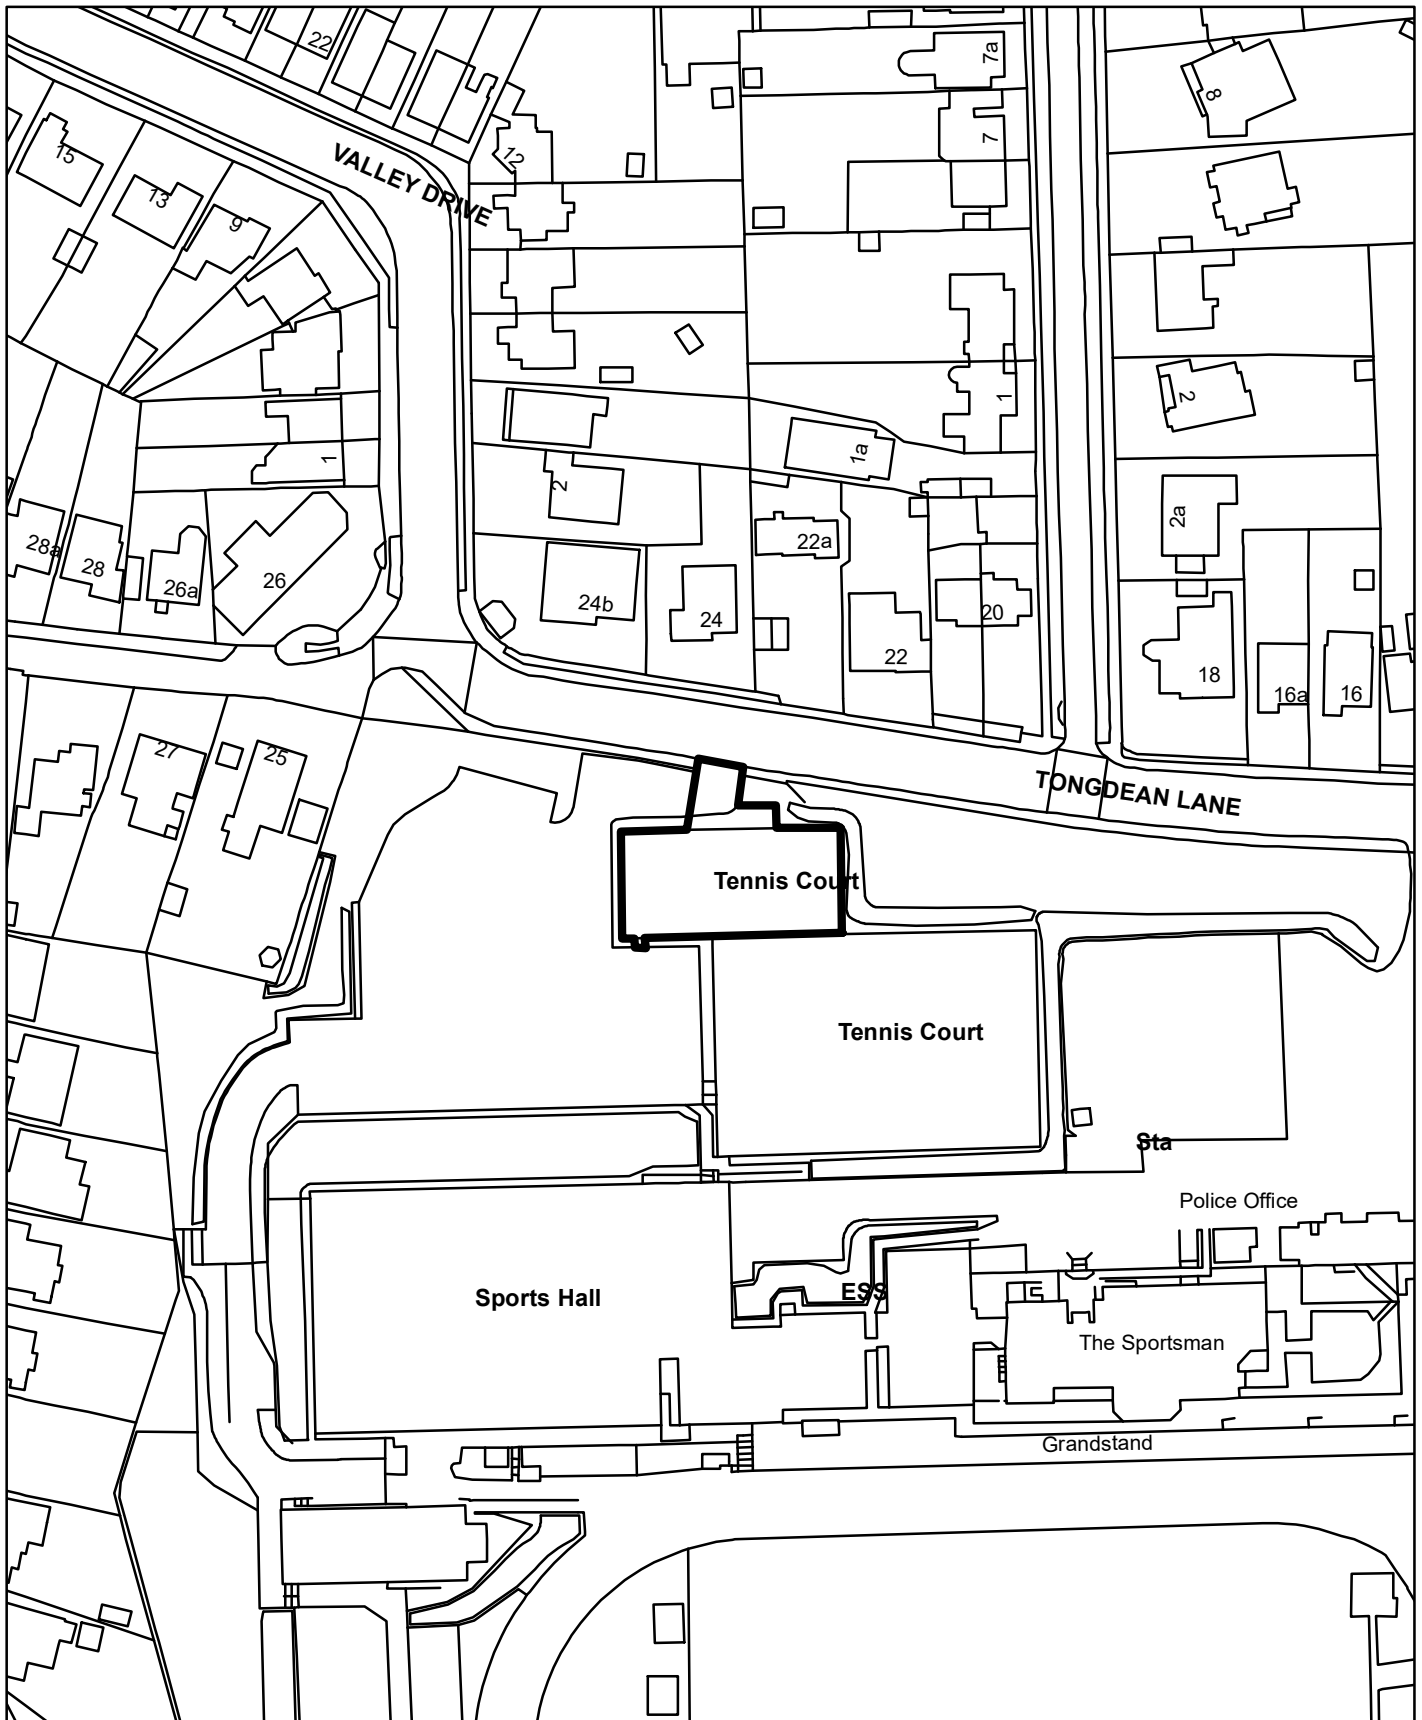 22
7a
8
VALLEY DRIVE
12
7
15
13
9
1
2
1a
1
2
2a
28a
28
26a
26
24b
24
22a
22
20
18
16a
16
27
25
TONGDEAN LANE
Tennis Court
Tennis Court
Sta
Police Office
Sports Hall
ESS
The Sportsman
Grandstand